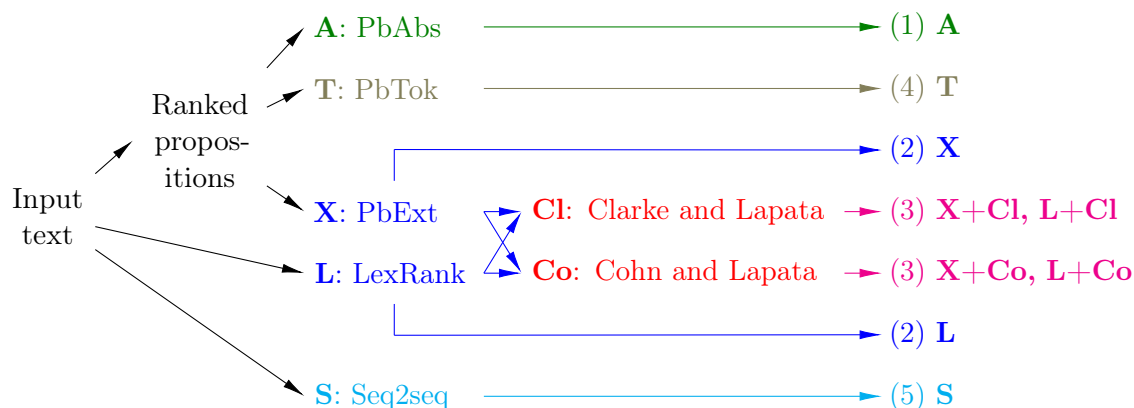 A: PbAbs
(1) A
T: PbTok
(4) T
Ranked
propos-
itions
(2) X
Input
text
X: PbExt
Cl: Clarke and Lapata
(3) X+Cl, L+Cl
L: LexRank
Co: Cohn and Lapata
(3) X+Co, L+Co
(2) L
S: Seq2seq
(5) S